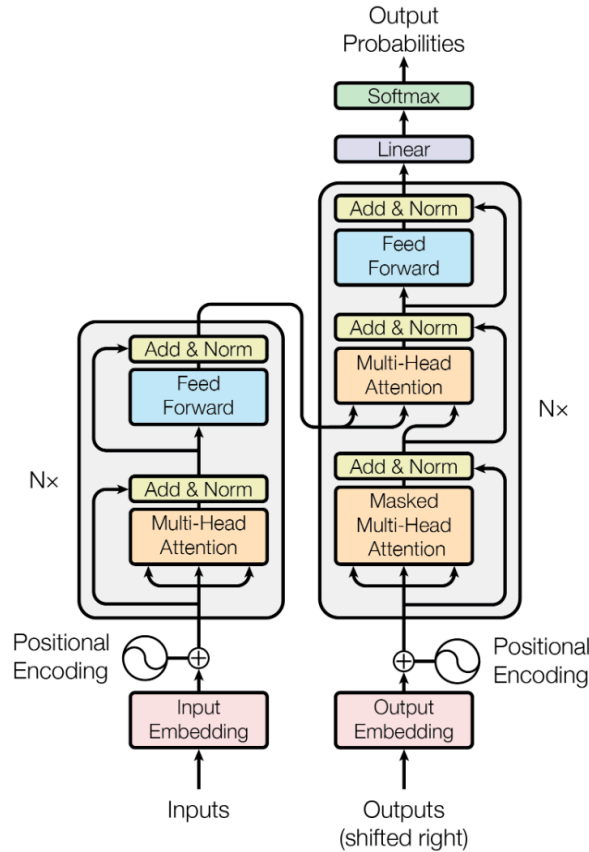 Output
Probabilities
Softmax
Linear
Add & Norm
Feed
Forward
Add & Norm
Multi-Head
Attention
Add & Norm
Masked
Multi-Head
Attention
N×
Positional
Encoding
Output
Embedding
Outputs
(shifted right)
Add & Norm
Feed
Forward
Add & Norm
Multi-Head
Attention
N×
Positional
Encoding
Input
Embedding
Inputs